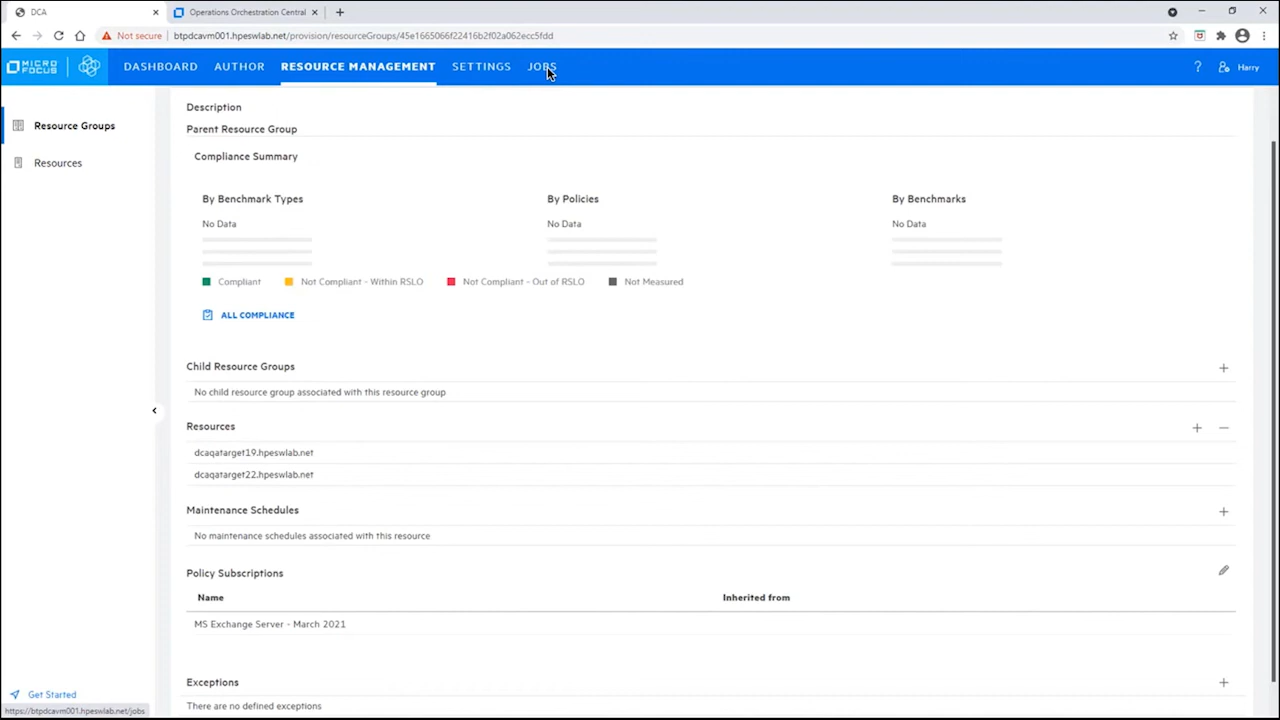 DCA
Operations Orchestration Central
Not secure
btpdcavm001.hpeswlab.net/provision/resourceGroups/45e1665066f22416b2f02a062ecc5fdd
MICRO FOCUS
DASHBOARD
AUTHOR
RESOURCE MANAGEMENT
SETTINGS
JOBS
?
Harry
Resource Groups
Resources
Description
Parent Resource Group
Compliance Summary
By Benchmark Types
By Policies
By Benchmarks
No Data
No Data
No Data
Compliant
Not Compliant - Within RSLO
Not Compliant - Out of RSLO
Not Measured
ALL COMPLIANCE
Child Resource Groups
No child resource group associated with this resource group
Resources
dcaqatarget19.hpeswlab.net
dcaqatarget22.hpeswlab.net
Maintenance Schedules
No maintenance schedules associated with this resource
Policy Subscriptions
Name
Inherited from
MS Exchange Server - March 2021
Exceptions
There are no defined exceptions
Get Started
https://btpdcavm001.hpeswlab.net/jobs